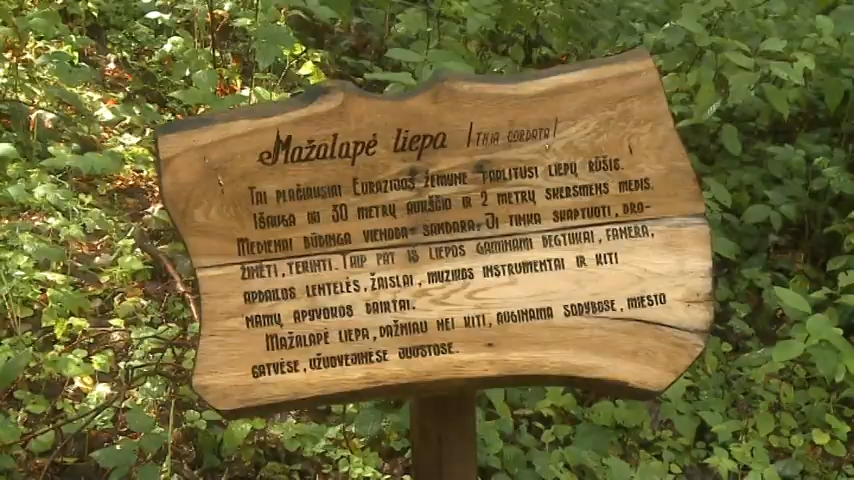 Mažalapė liepa /Tilia cordata/
Tai plačiausiai Eurazijos žemyne paplitusi liepų rūšis.
Išauga iki 30 metrų aukščio ir 2 metrų skersmens medis.
Medienai būdinga vienoda sandara. Ji tinka skaptuoti, dro-
žinėti, tekinti. Taip pat iš liepos gaminami degtukai, fanera,
apdailos lentelės, žaislai, muzikos instrumentai ir kiti
namų apyvokos daiktai.
Mažalapė liepa, dažniau nei kiti, auginama sodybose, miesto
gatvėse, užuovėjinėse juostose.